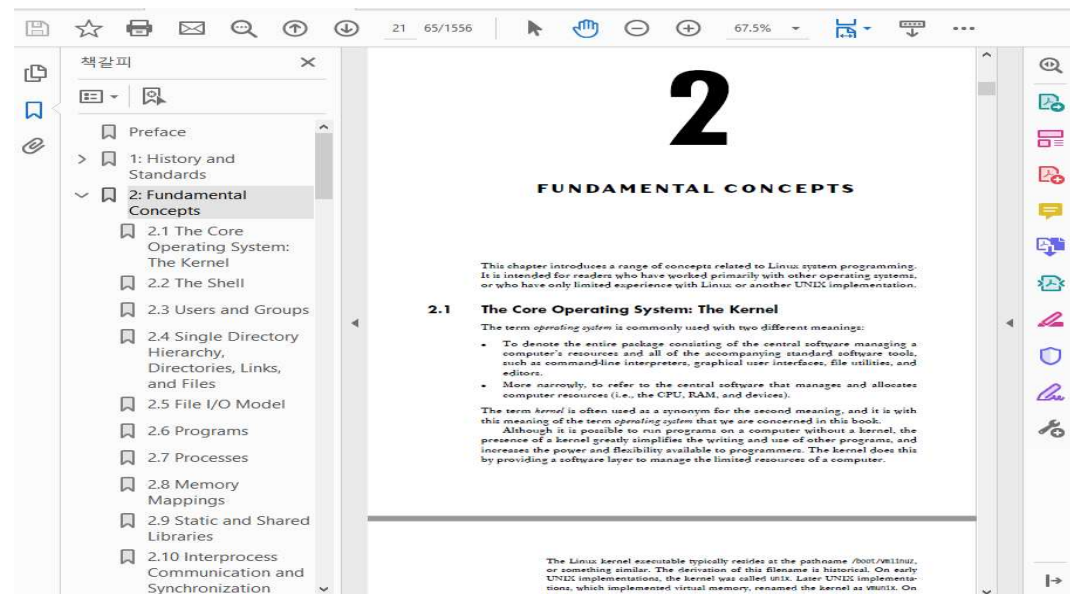 21 65/1556
67.5%
책갈피
Preface
1: History and
Standards
2: Fundamental
Concepts
2.1 The Core
Operating System:
The Kernel
2.2 The Shell
2.3 Users and Groups
2.4 Single Directory
Hierarchy,
Directories, Links,
and Files
2.5 File I/O Model
2.6 Programs
2.7 Processes
2.8 Memory
Mappings
2.9 Static and Shared
Libraries
2.10 Interprocess
Communication and
Synchronization
2
FUNDAMENTAL CONCEPTS
This chapter introduces a range of concepts related to Linux system programming.
It is intended for readers who have worked primarily with other operating systems,
or who have only limited experience with Linux or another UNIX implementation.
2.1 The Core Operating System: The Kernel
The term operating system is commonly used with two different meanings:
• To denote the entire package consisting of the central software managing a
computer's resources and all of the accompanying standard software tools,
such as command-line interpreters, graphical user interfaces, file utilities, and
editors.
• More narrowly, to refer to the central software that manages and allocates
computer resources (i.e., the CPU, RAM, and devices).
The term kernel is often used as a synonym for the second meaning, and it is with
this meaning of the term operating system that we are concerned in this book.
Although it is possible to run programs on a computer without a kernel, the
presence of a kernel greatly simplifies the writing and use of other programs, and
increases the power and flexibility available to programmers. The kernel does this
by providing a software layer to manage the limited resources of a computer.
The Linux kernel executable typically resides at the pathname /boot/vmlinuz,
or something similar. The derivation of this filename is historical. On early
UNIX implementations, the kernel was called unix. Later UNIX implementa-
tions, which implemented virtual memory, renamed the kernel as vmunix. On